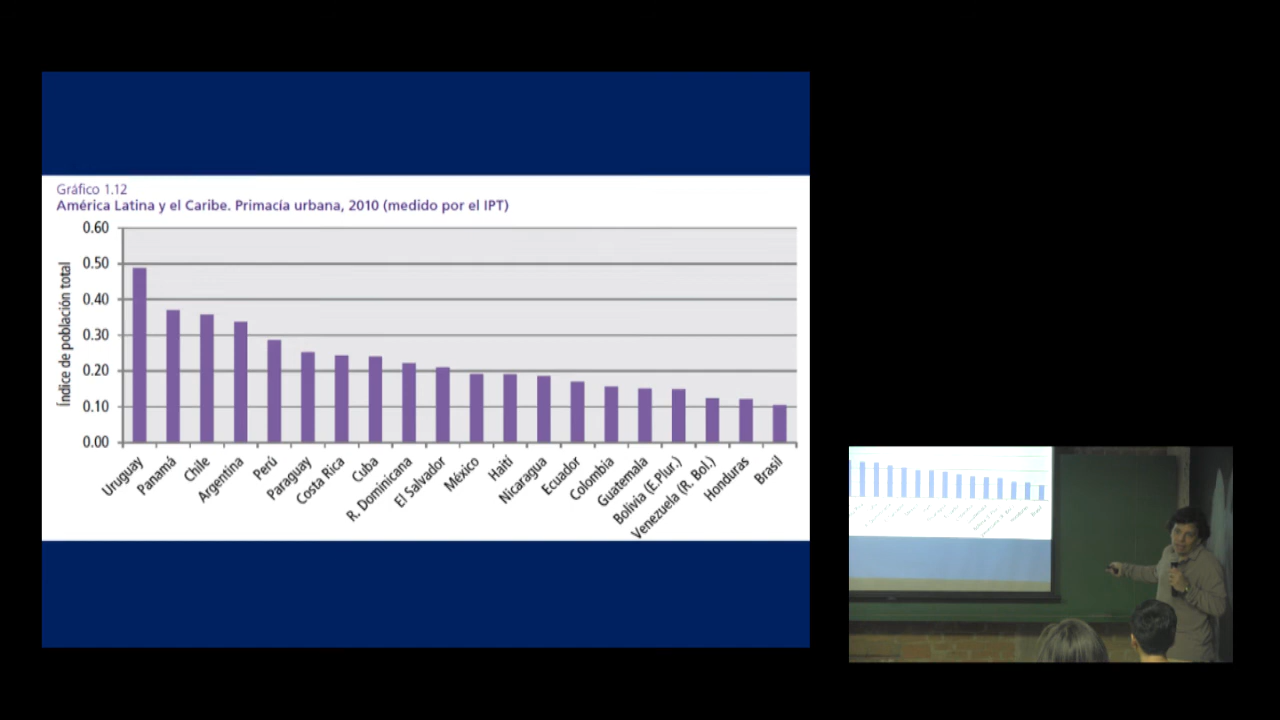 Gráfico 1.12
América Latina y el Caribe. Primacía urbana, 2010 (medido por el IPT)
Índice de población total
0.60
0.50
0.40
0.30
0.20
0.10
0.00
Uruguay
Panamá
Chile
Argentina
Perú
Paraguay
Costa Rica
Cuba
R. Dominicana
El Salvador
México
Haití
Nicaragua
Ecuador
Colombia
Guatemala
Bolivia (E.Plur.)
Venezuela (R. Bol.)
Honduras
Brasil